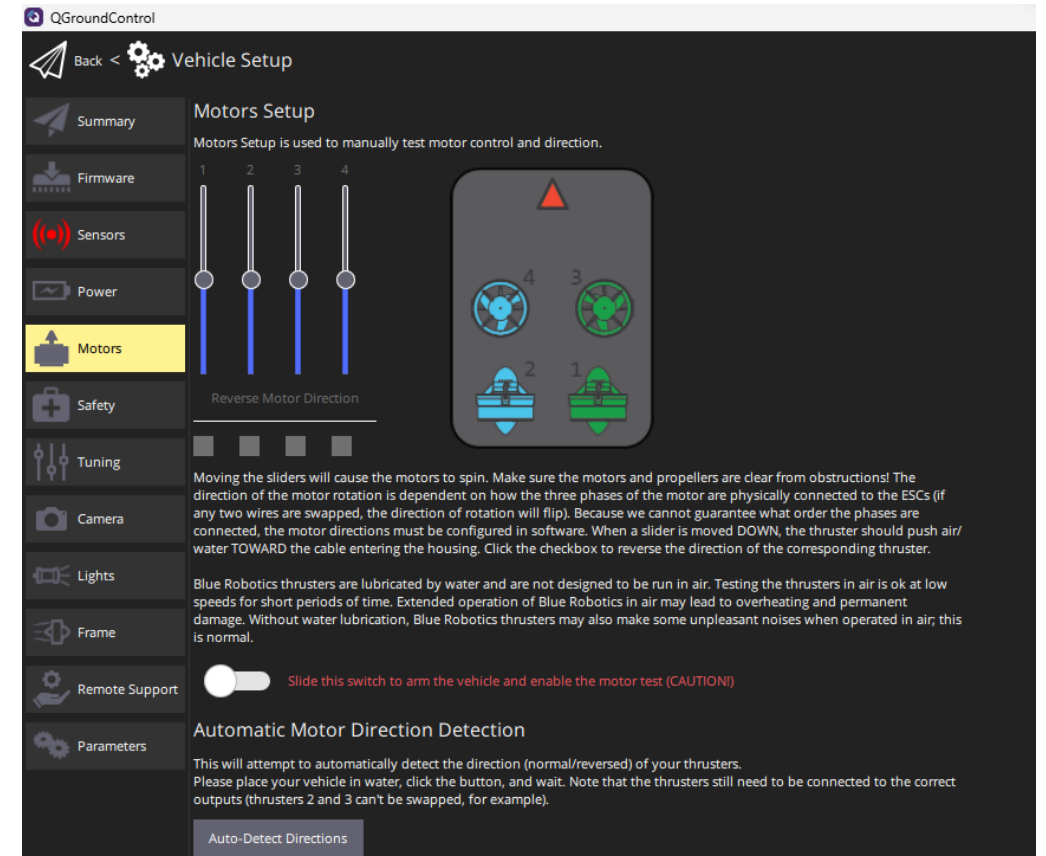 QGroundControl
Back < Vehicle Setup
Summary
Firmware
Sensors
Power
Motors
Safety
Tuning
Camera
Lights
Frame
Remote Support
Parameters
Motors Setup
Motors Setup is used to manually test motor control and direction.
1 2 3 4
Reverse Motor Direction
4 3
2 1
Moving the sliders will cause the motors to spin. Make sure the motors and propellers are clear from obstructions! The
direction of the motor rotation is dependent on how the three phases of the motor are physically connected to the ESCs (if
any two wires are swapped, the direction of rotation will flip). Because we cannot guarantee what order the phases are
connected, the motor directions must be configured in software. When a slider is moved DOWN, the thruster should push air/
water TOWARD the cable entering the housing. Click the checkbox to reverse the direction of the corresponding thruster.
Blue Robotics thrusters are lubricated by water and are not designed to be run in air. Testing the thrusters in air is ok at low
speeds for short periods of time. Extended operation of Blue Robotics in air may lead to overheating and permanent
damage. Without water lubrication, Blue Robotics thrusters may also make some unpleasant noises when operated in air; this
is normal.
Slide this switch to arm the vehicle and enable the motor test (CAUTION!)
Automatic Motor Direction Detection
This will attempt to automatically detect the direction (normal/reversed) of your thrusters.
Please place your vehicle in water, click the button, and wait. Note that the thrusters still need to be connected to the correct
outputs (thrusters 2 and 3 can't be swapped, for example).
Auto-Detect Directions